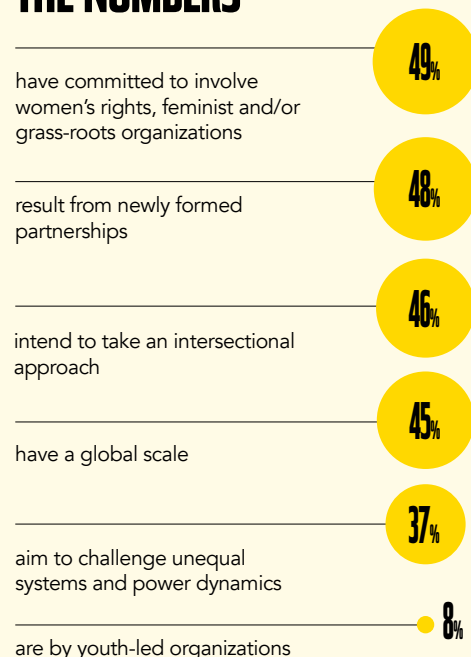 THE NUMBERS
49%
have committed to involve
women's rights, feminist and/or
grass-roots organizations
48%
result from newly formed
partnerships
46%
intend to take an intersectional
approach
45%
have a global scale
37%
aim to challenge unequal
systems and power dynamics
8%
are by youth-led organizations